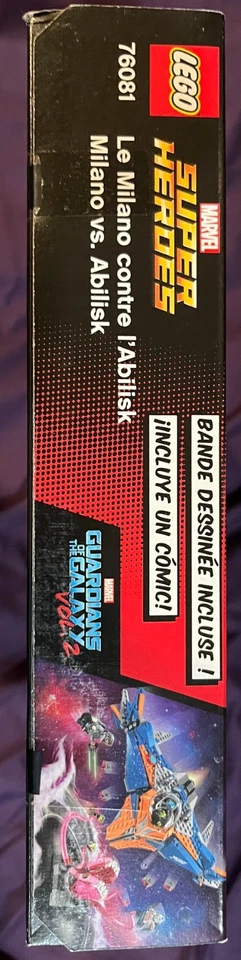 LEGO
MARVEL
SUPER
HEROES
76081
Le Milano contre l'Abilisk
Milano vs. Abilisk
BANDE DESSINÉE INCLUSE !
¡INCLUYE UN CÓMIC!
MARVEL
GUARDIANS
OF THE GALAXY
VOL. 2